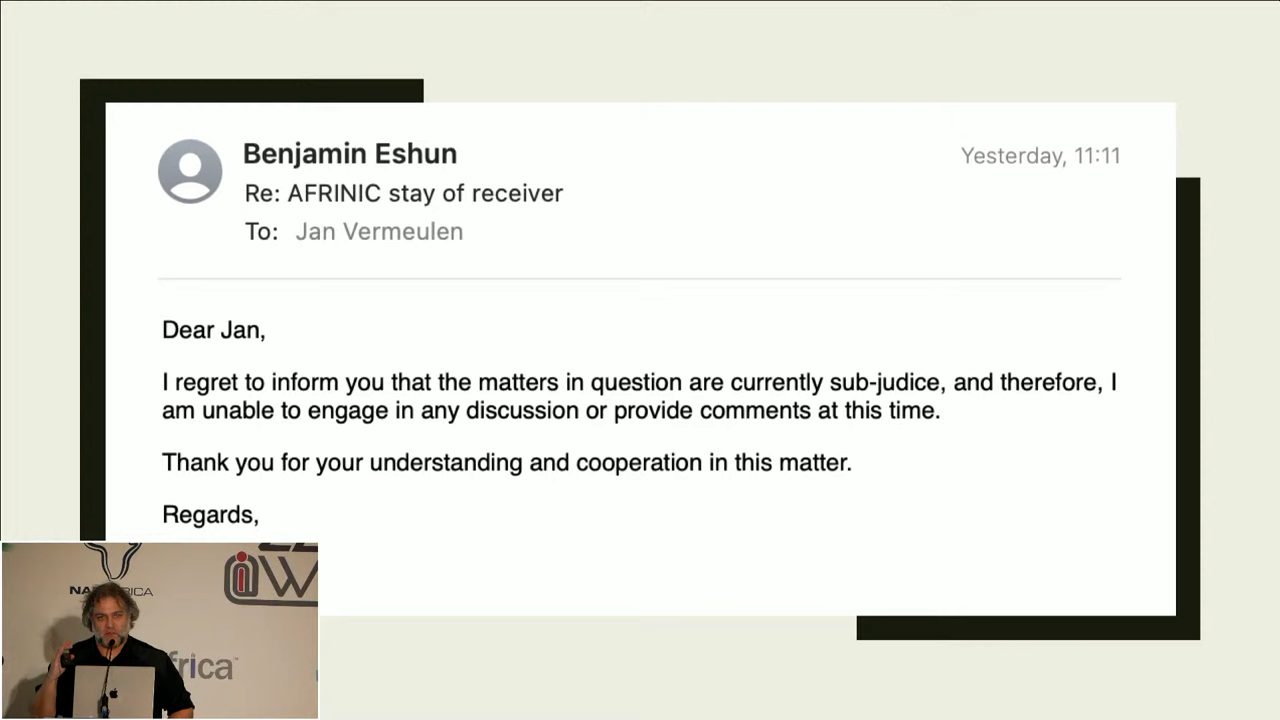 Benjamin Eshun
Yesterday, 11:11
Re: AFRINIC stay of receiver
To: Jan Vermeulen
Dear Jan,
I regret to inform you that the matters in question are currently sub-judice, and therefore, I
am unable to engage in any discussion or provide comments at this time.
Thank you for your understanding and cooperation in this matter.
Regards,